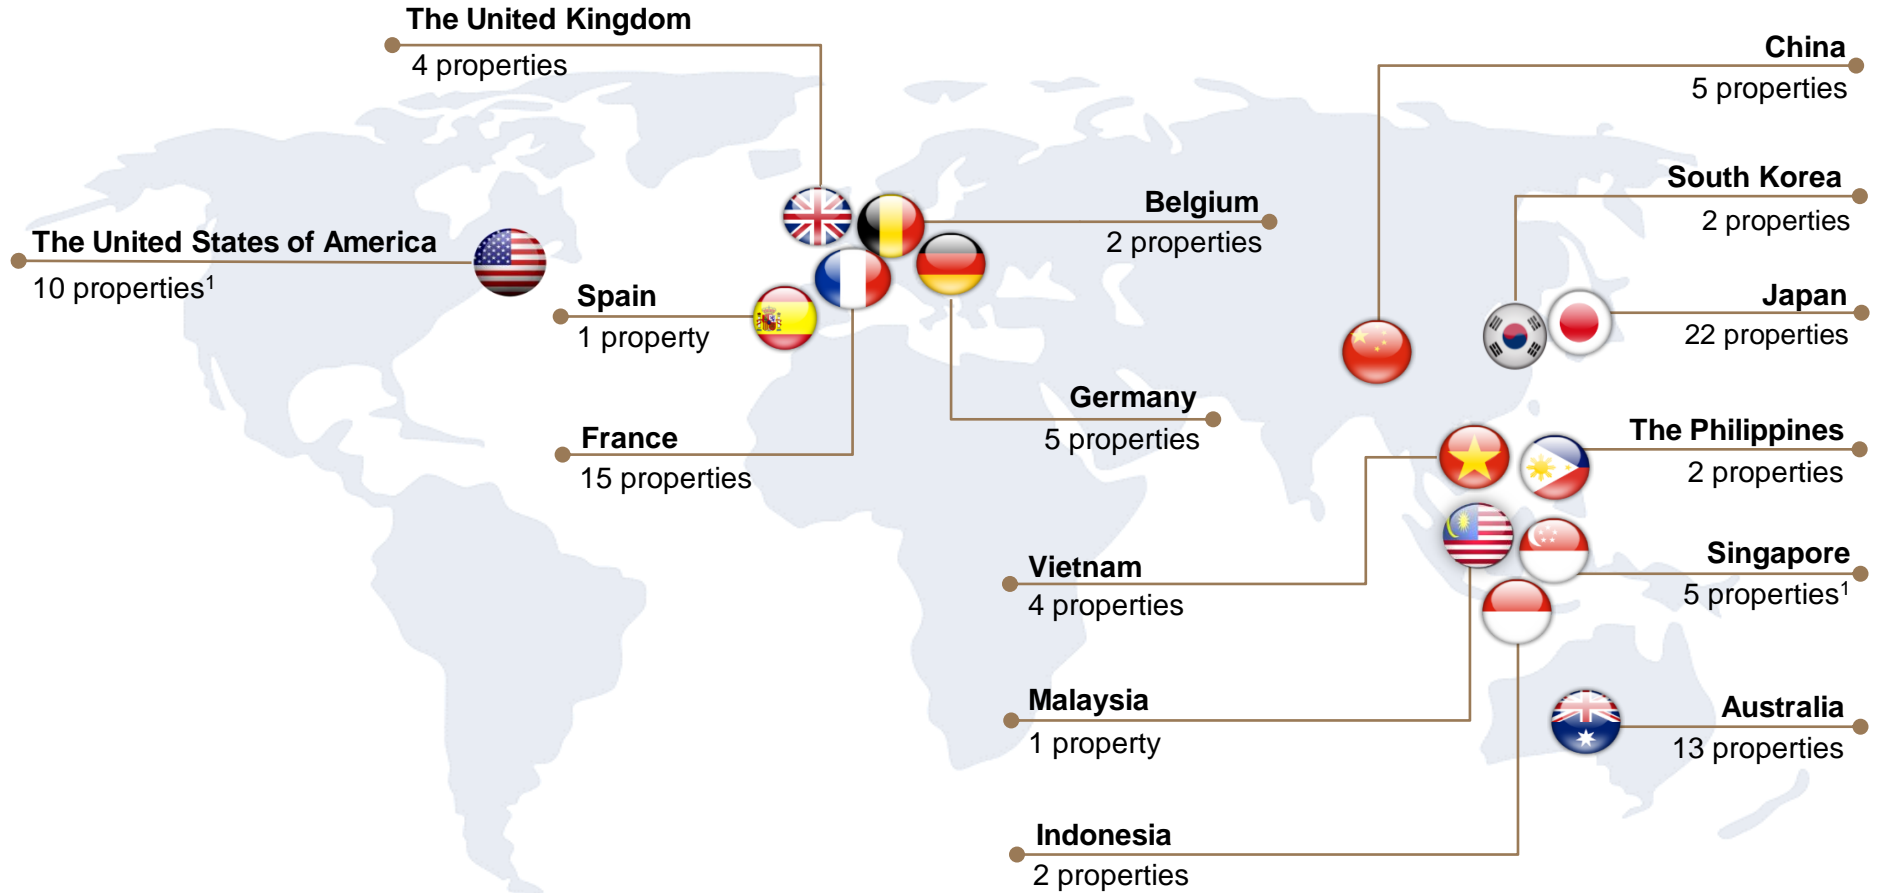 The United Kingdom
4 properties
China
5 properties
South Korea
2 properties
Belgium
2 properties
The United States of America
10 properties¹
Spain
1 property
Japan
22 properties
Germany
5 properties
France
15 properties
The Philippines
2 properties
Vietnam
4 properties
Singapore
5 properties¹
Malaysia
1 property
Australia
13 properties
Indonesia
2 properties